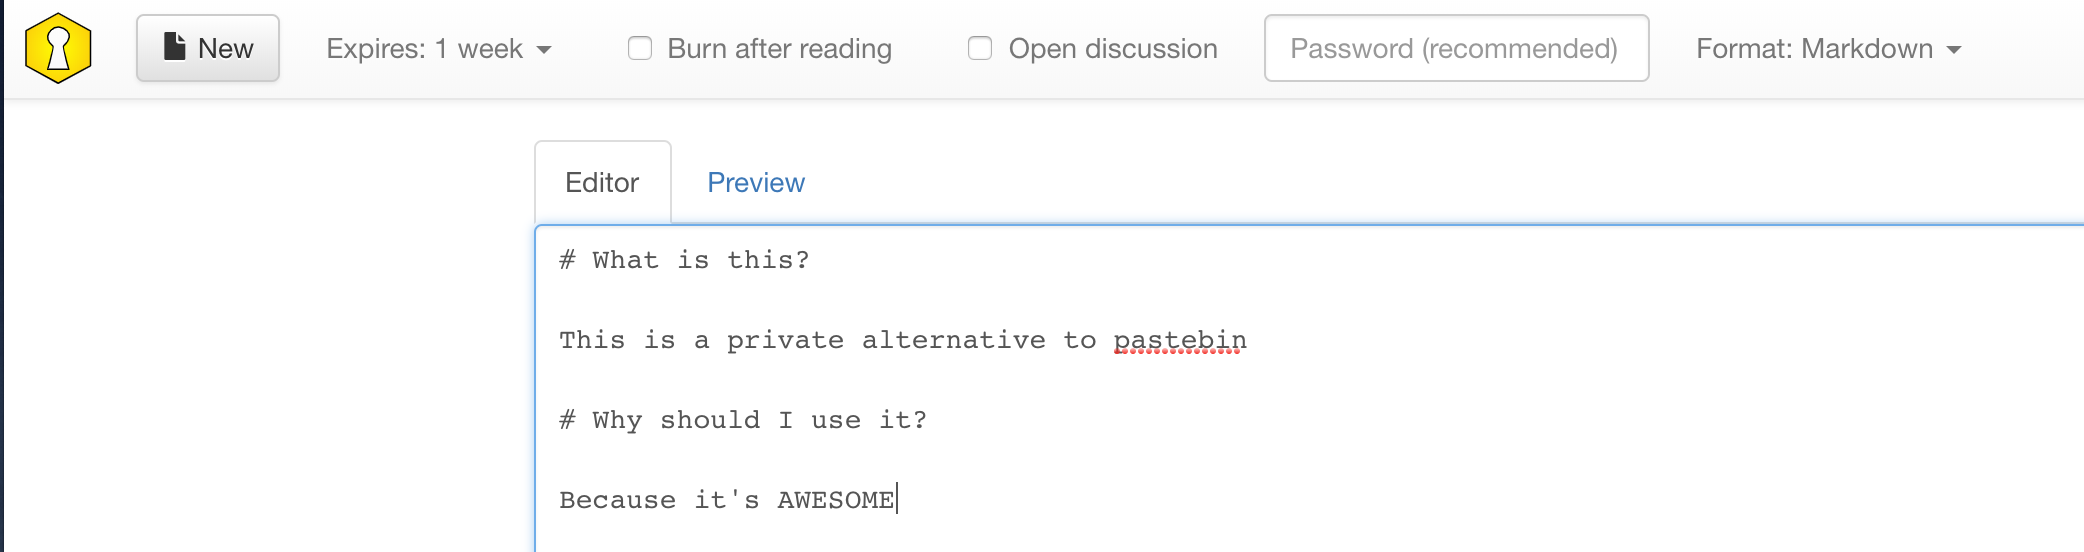 New Expires: 1 week Burn after reading Open discussion Password (recommended) Format: Markdown
Editor Preview
# What is this?
This is a private alternative to pastebin
# Why should I use it?
Because it's AWESOME